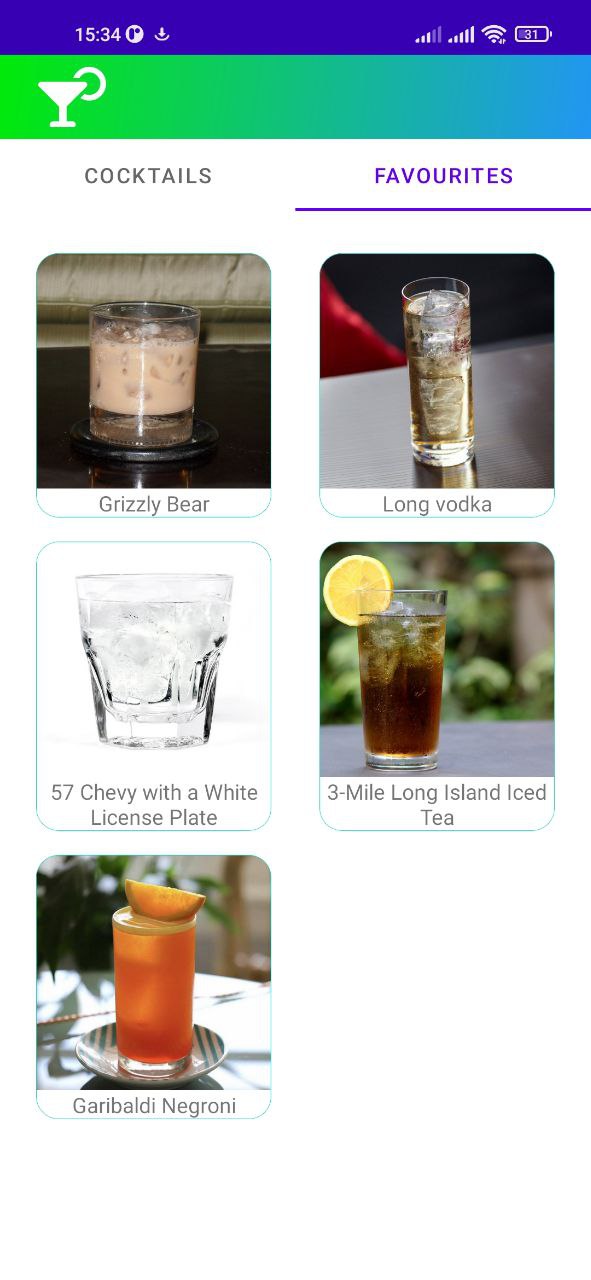 15:34
31
COCKTAILS
FAVOURITES
Grizzly Bear
Long vodka
57 Chevy with a White
License Plate
3-Mile Long Island Iced
Tea
Garibaldi Negroni